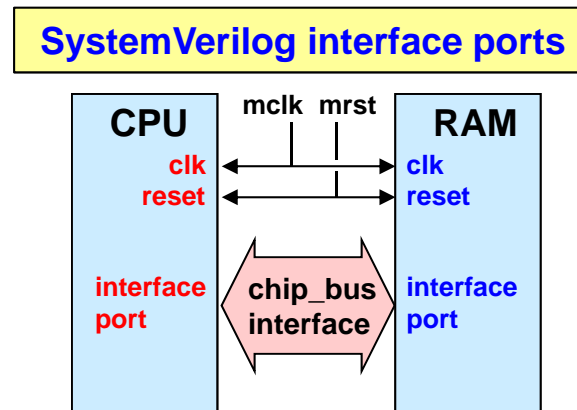 SystemVerilog interface ports
CPU
mclk mrst
RAM
clk
clk
reset
reset
interface
port
chip_bus
interface
interface
port